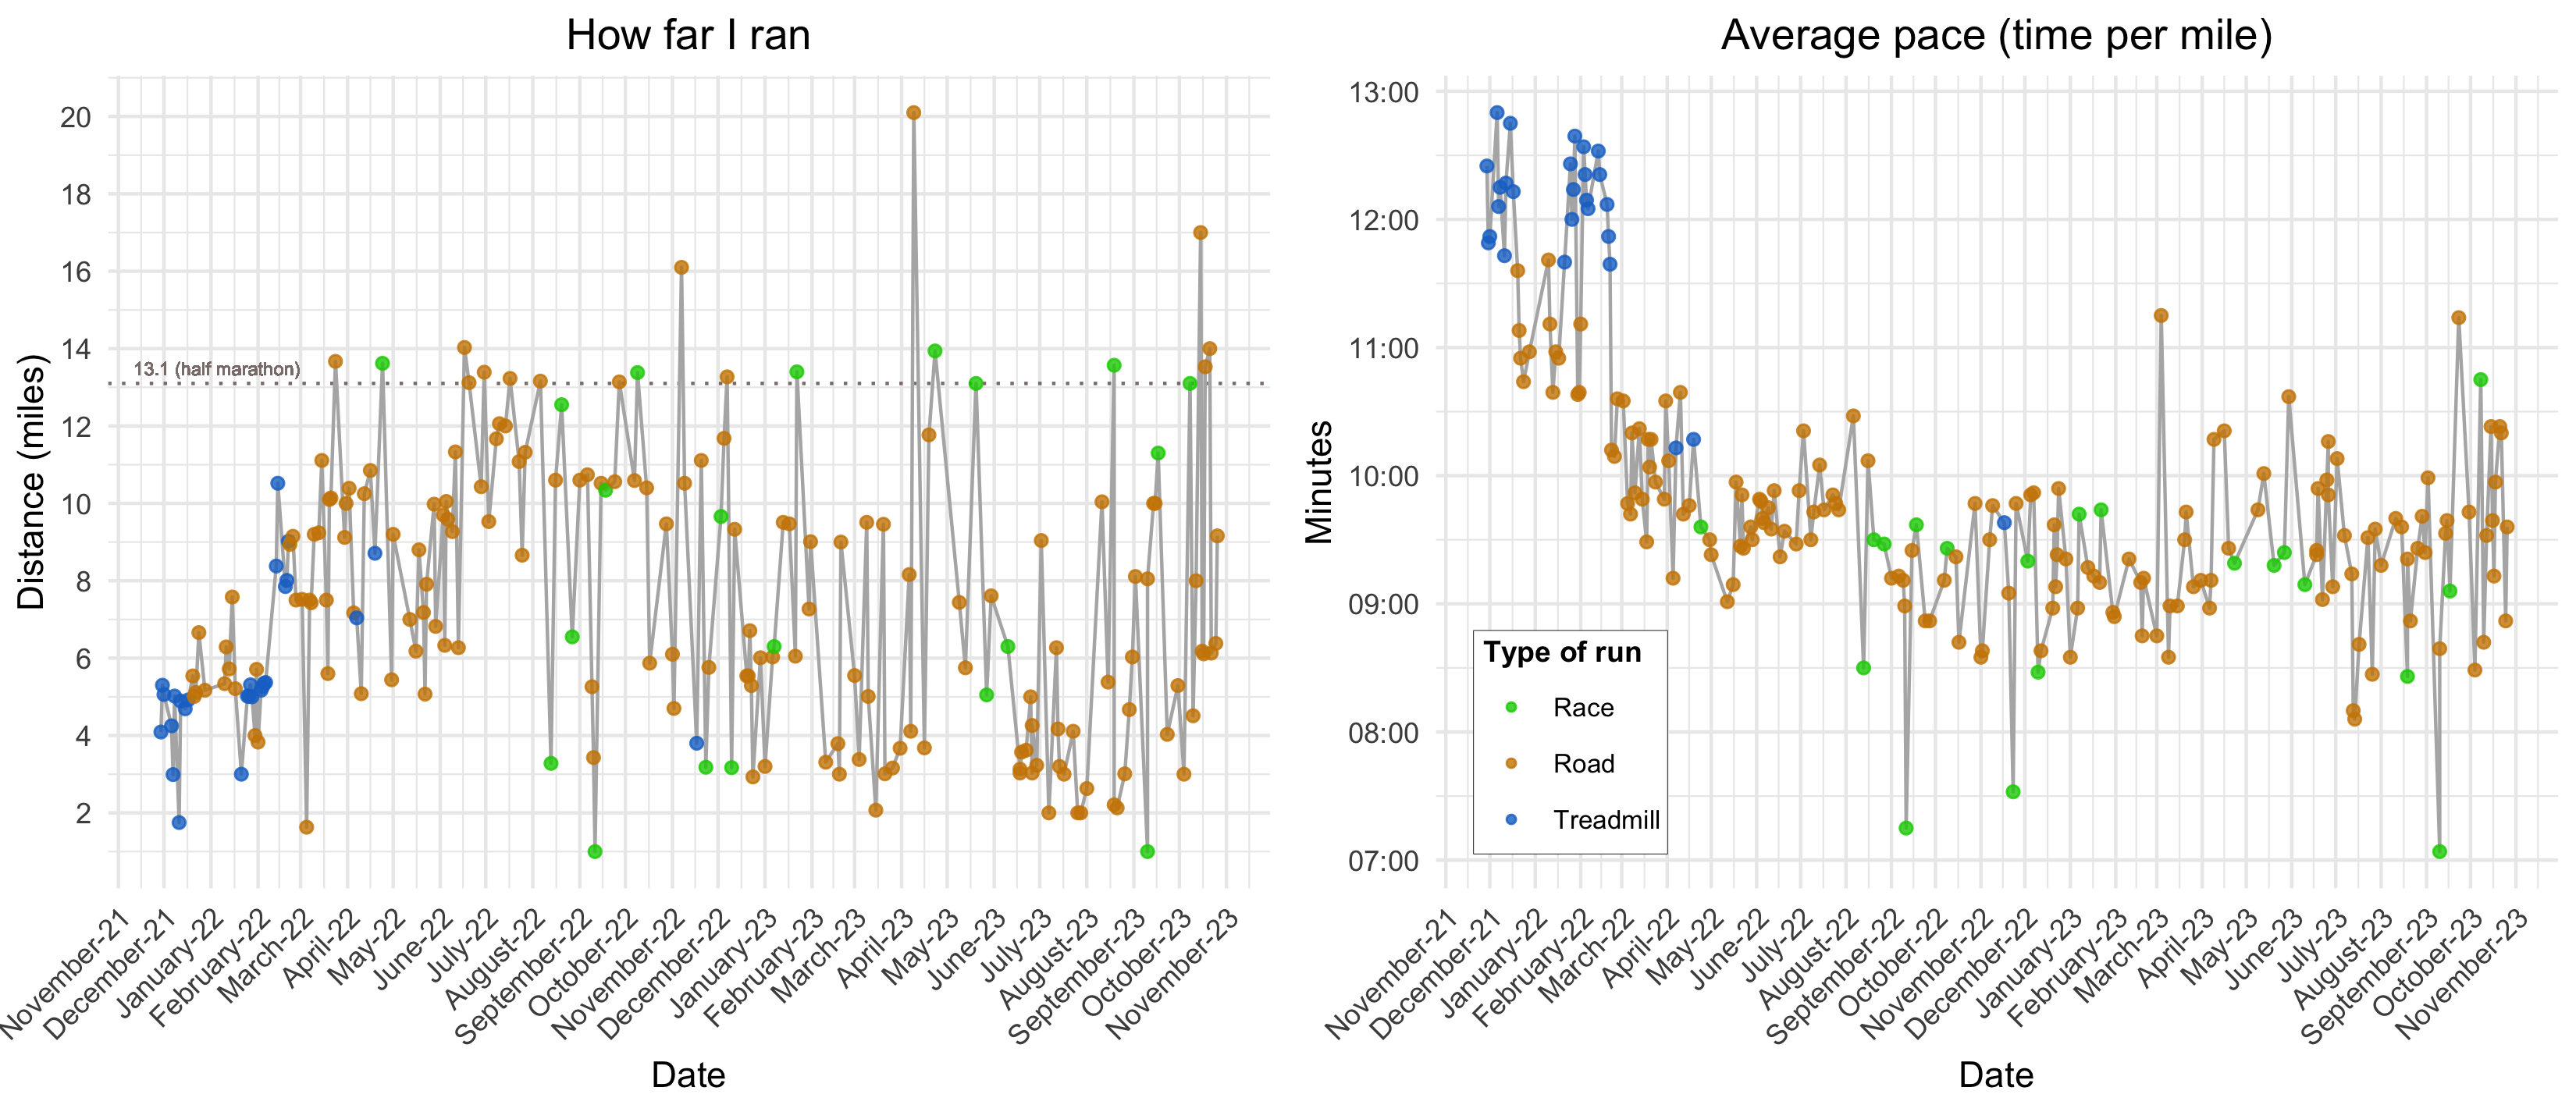 How far I ran
Distance (miles)
20
18
16
14
12
10
8
6
4
2
13.1 (half marathon)
November-21
December-21
January-22
February-22
March-22
April-22
May-22
June-22
July-22
August-22
September-22
October-22
November-22
December-22
January-23
February-23
March-23
April-23
May-23
June-23
July-23
August-23
September-23
October-23
November-23
Date
Average pace (time per mile)
Minutes
13:00
12:00
11:00
10:00
09:00
08:00
07:00
Type of run
Race
Road
Treadmill
November-21
December-21
January-22
February-22
March-22
April-22
May-22
June-22
July-22
August-22
September-22
October-22
November-22
December-22
January-23
February-23
March-23
April-23
May-23
June-23
July-23
August-23
September-23
October-23
November-23
Date